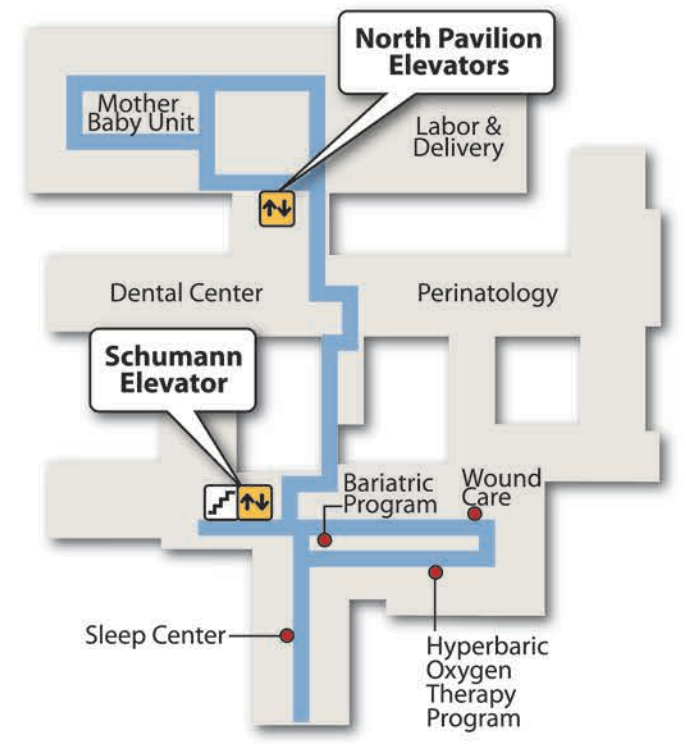 North Pavilion
Elevators
Mother
Baby Unit
Labor &
Delivery
Dental Center
Perinatology
Schumann
Elevator
Bariatric
Program
Wound
Care
Sleep Center
Hyperbaric
Oxygen
Therapy
Program